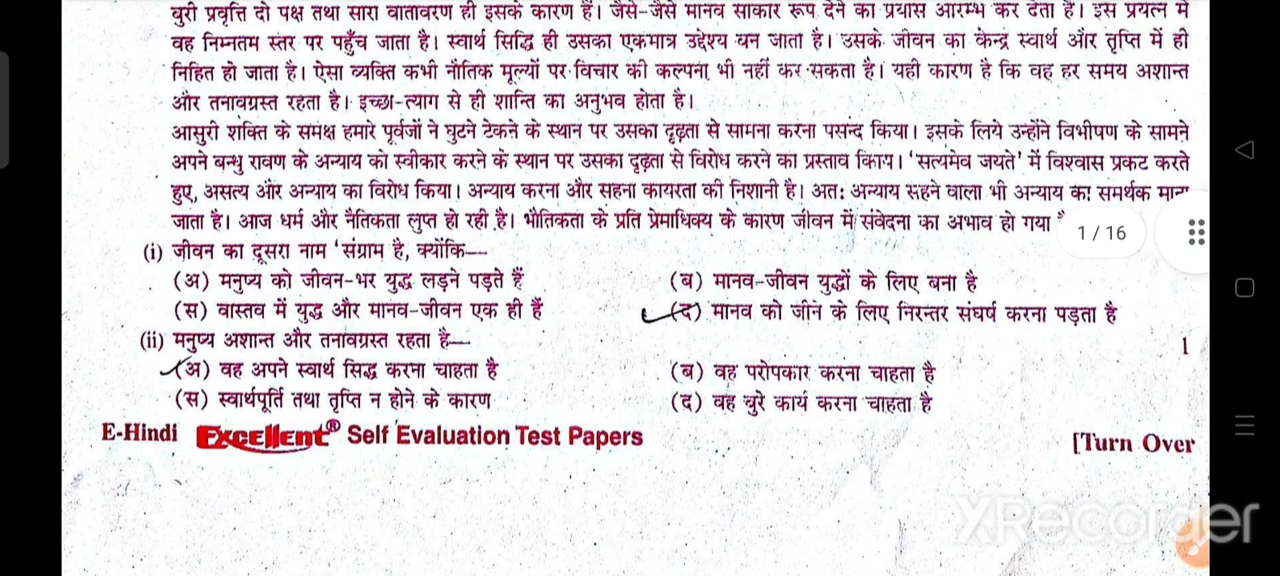 बुरी प्रवृत्ति दो पक्ष तथा सारा वातावरण ही इसके कारण हैं। जैसे-जैसे मानव साकार रूप देने का प्रयास आरम्भ कर देता है। इस प्रयत्न में
वह निम्नतम स्तर पर पहुँच जाता है। स्वार्थ सिद्धि ही उसका एकमात्र उद्देश्य बन जाता है। उसके जीवन का केन्द्र स्वार्थ और तृप्ति में ही
निहित हो जाता है। ऐसा व्यक्ति कभी नौतिक मूल्यों पर विचार की कल्पना भी नहीं कर सकता है। यही कारण है कि वह हर समय अशान्त
और तनावग्रस्त रहता है। इच्छा-त्याग से ही शान्ति का अनुभव होता है।
आसुरी शक्ति के समक्ष हमारे पूर्वजों ने घुटने टेकने के स्थान पर उसका दृढ़ता से सामना करना पसन्द किया। इसके लिये उन्होंने विभीषण के सामने
अपने बन्धु रावण के अन्याय को स्वीकार करने के स्थान पर उसका दृढ़ता से विरोध करने का प्रस्ताव किाय। 'सत्यमेव जयते' में विश्वास प्रकट करते
हुए, असत्य और अन्याय का विरोध किया। अन्याय करना और सहना कायरता की निशानी है। अतः अन्याय सहने वाला भी अन्याय का समर्थक
जाता है। आज धर्म और नैतिकता लुप्त हो रही है। भौतिकता के प्रति प्रेमाधिक्य के कारण जीवन में संवेदना का अभाव हो गया
1 / 16
(i) जीवन का दूसरा नाम 'संग्राम है, क्योंकि—
(अ) मनुष्य को जीवन-भर युद्ध लड़ने पड़ते हैं (ब) मानव-जीवन युद्धों के लिए बना है
(स) वास्तव में युद्ध और मानव-जीवन एक ही हैं (द) मानव को जीने के लिए निरन्तर संघर्ष करना पड़ता है
(ii) मनुष्य अशान्त और तनावग्रस्त रहता है—
1
(अ) वह अपने स्वार्थ सिद्ध करना चाहता है (ब) वह परोपकार करना चाहता है
(स) स्वार्थपूर्ति तथा तृप्ति न होने के कारण (द) वह बुरे कार्य करना चाहता है
E-Hindi Excellent® Self Evaluation Test Papers [Turn Over
XRecorder